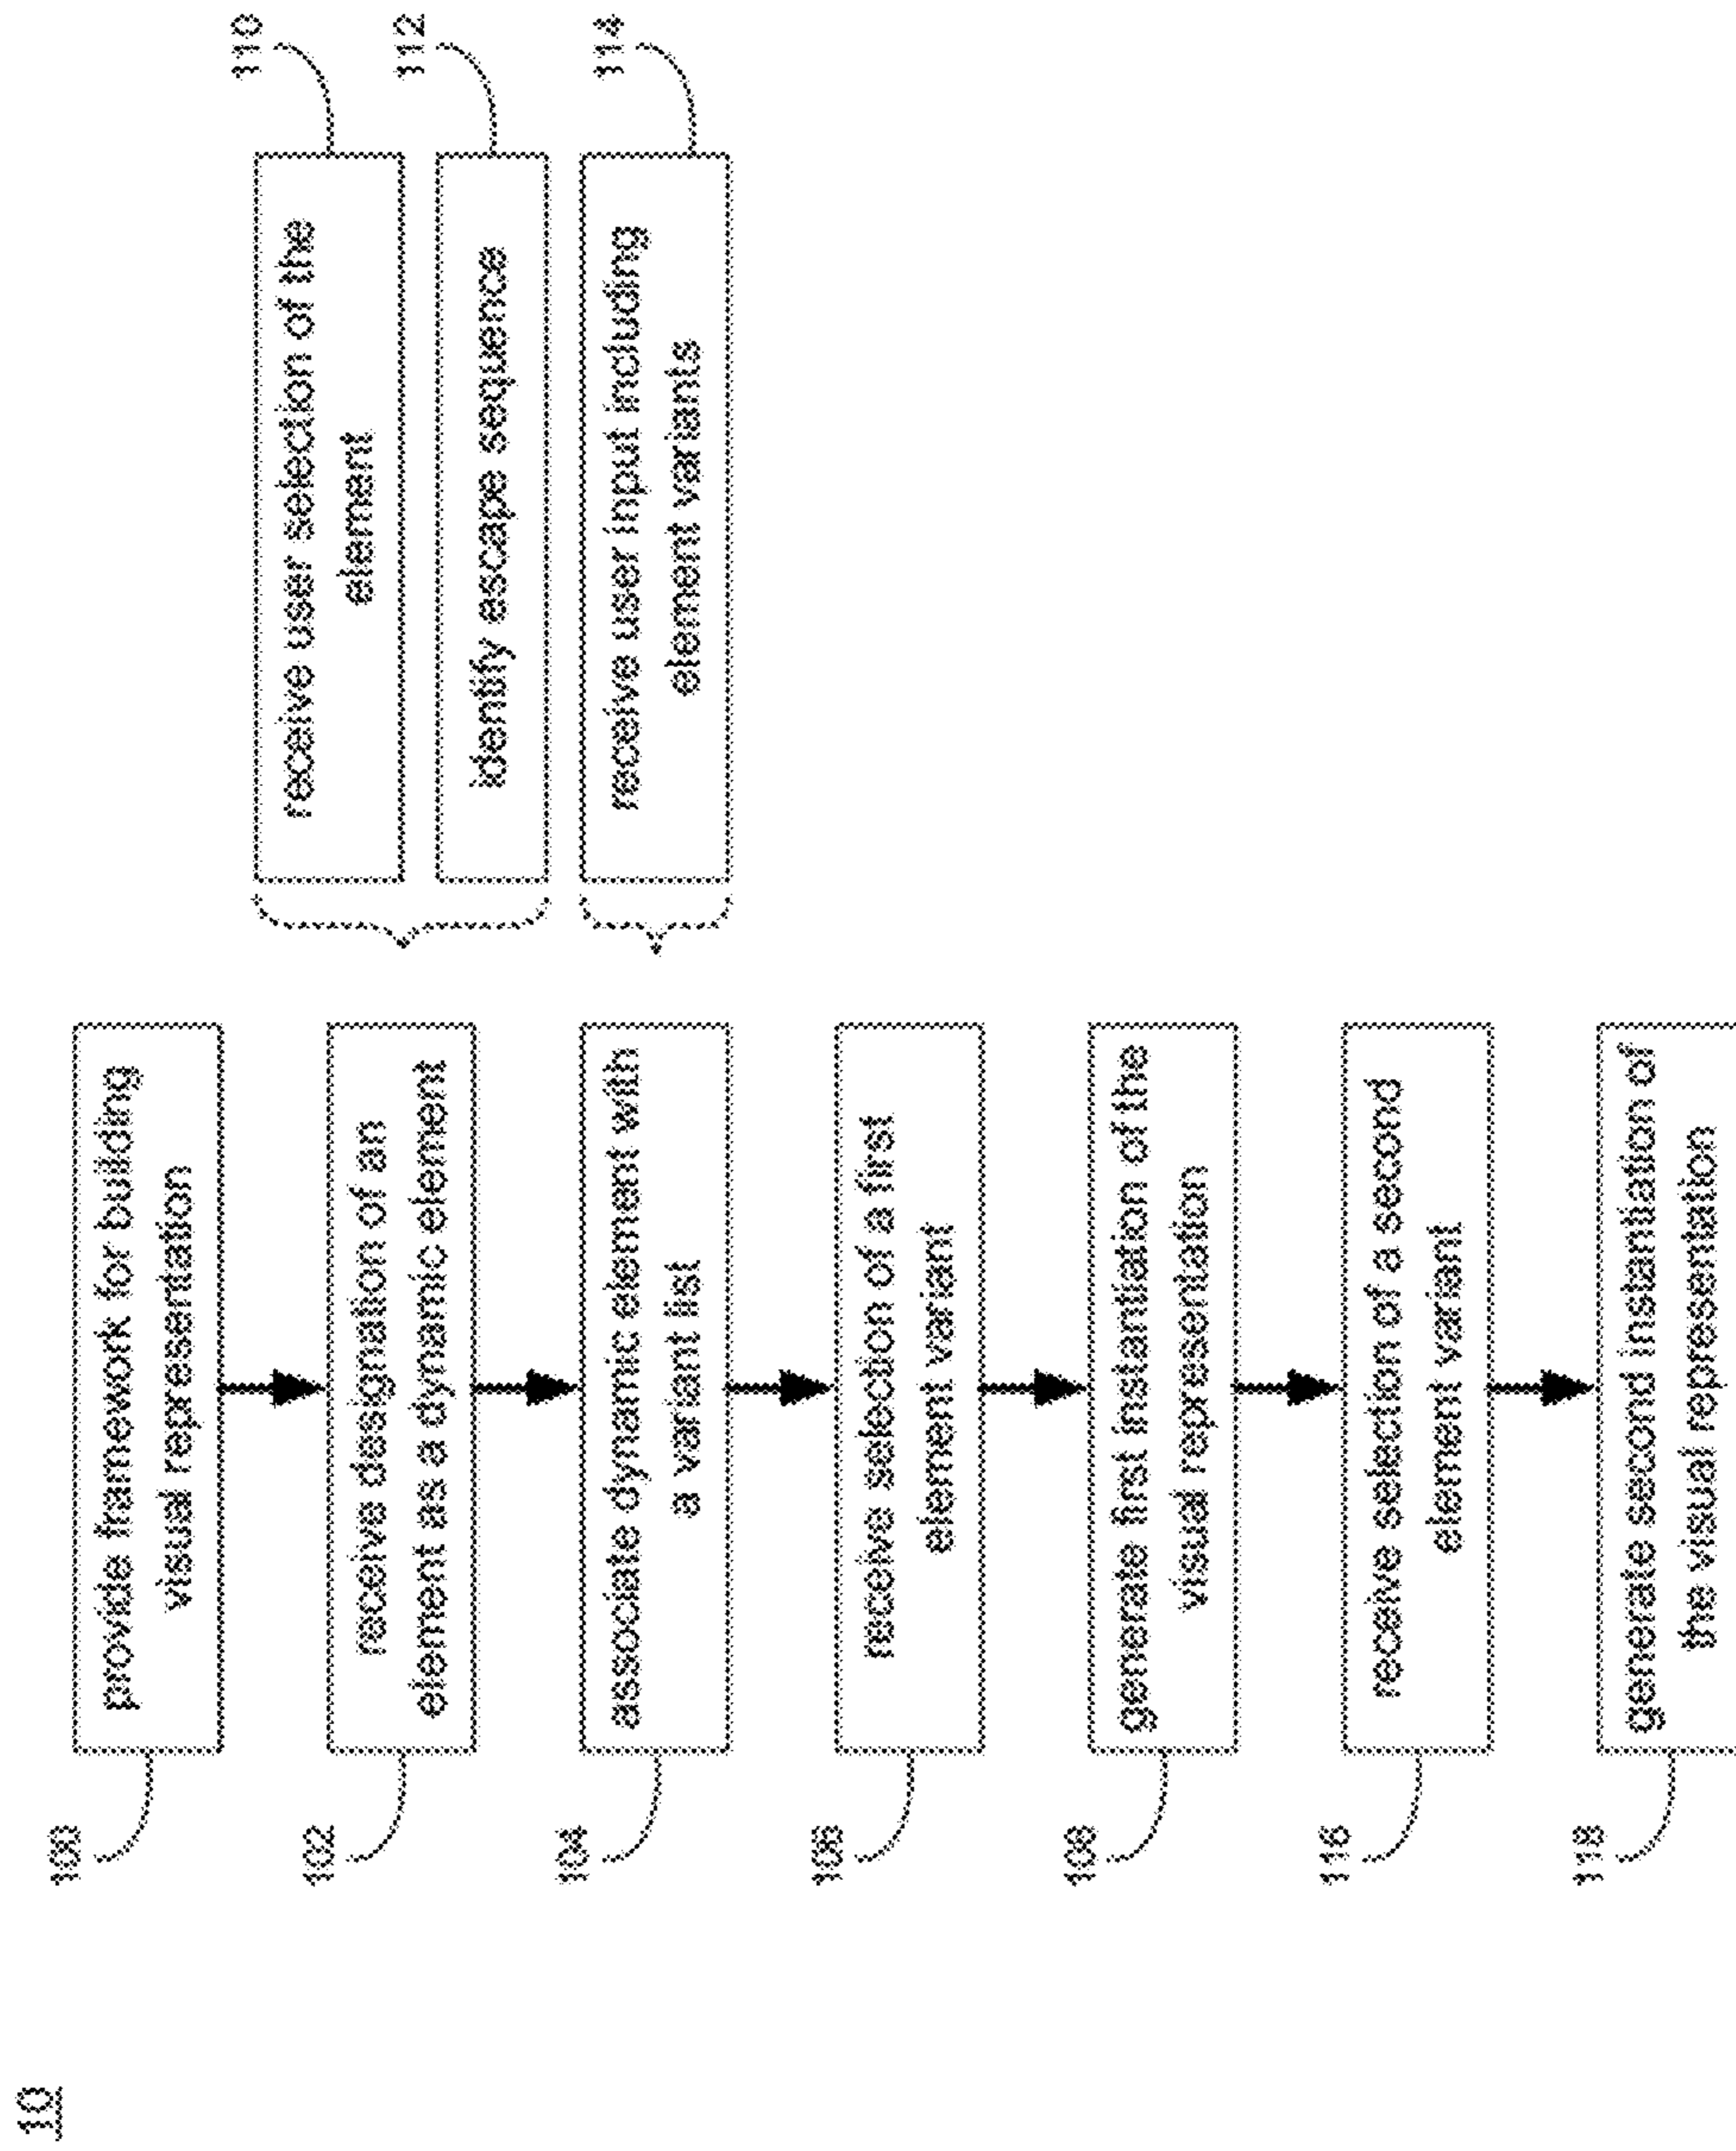 10
100
provide framework for building
visual representation
102
receive designation of an
element as a dynamic element
104
associate dynamic element with
a variant list
106
receive selection of a first
element variant
108
generate first instantiation of the
visual representation
116
receive selection of a second
element variant
118
generate second instantiation of
the visual representation
110
receive user selection of the
element
112
identify escape sequence
114
receive user input including
element variants